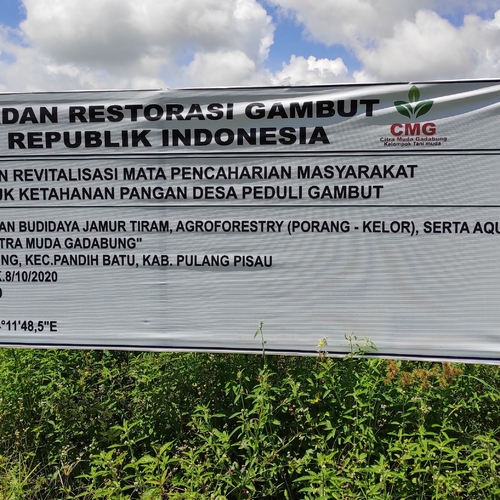 DAN RESTORASI GAMBUT
REPUBLIK INDONESIA
CMG
Citra Muda Gadabung
Kelompok Tani muda
N REVITALISASI MATA PENCAHARIAN MASYARAKAT
UK KETAHANAN PANGAN DESA PEDULI GAMBUT
AN BUDIDAYA JAMUR TIRAM, AGROFORESTRY (PORANG - KELOR), SERTA AQU
TRA MUDA GADABUNG"
NG, KEC.PANDIH BATU, KAB. PULANG PISAU
K.8/10/2020
0
°11'48,5"E